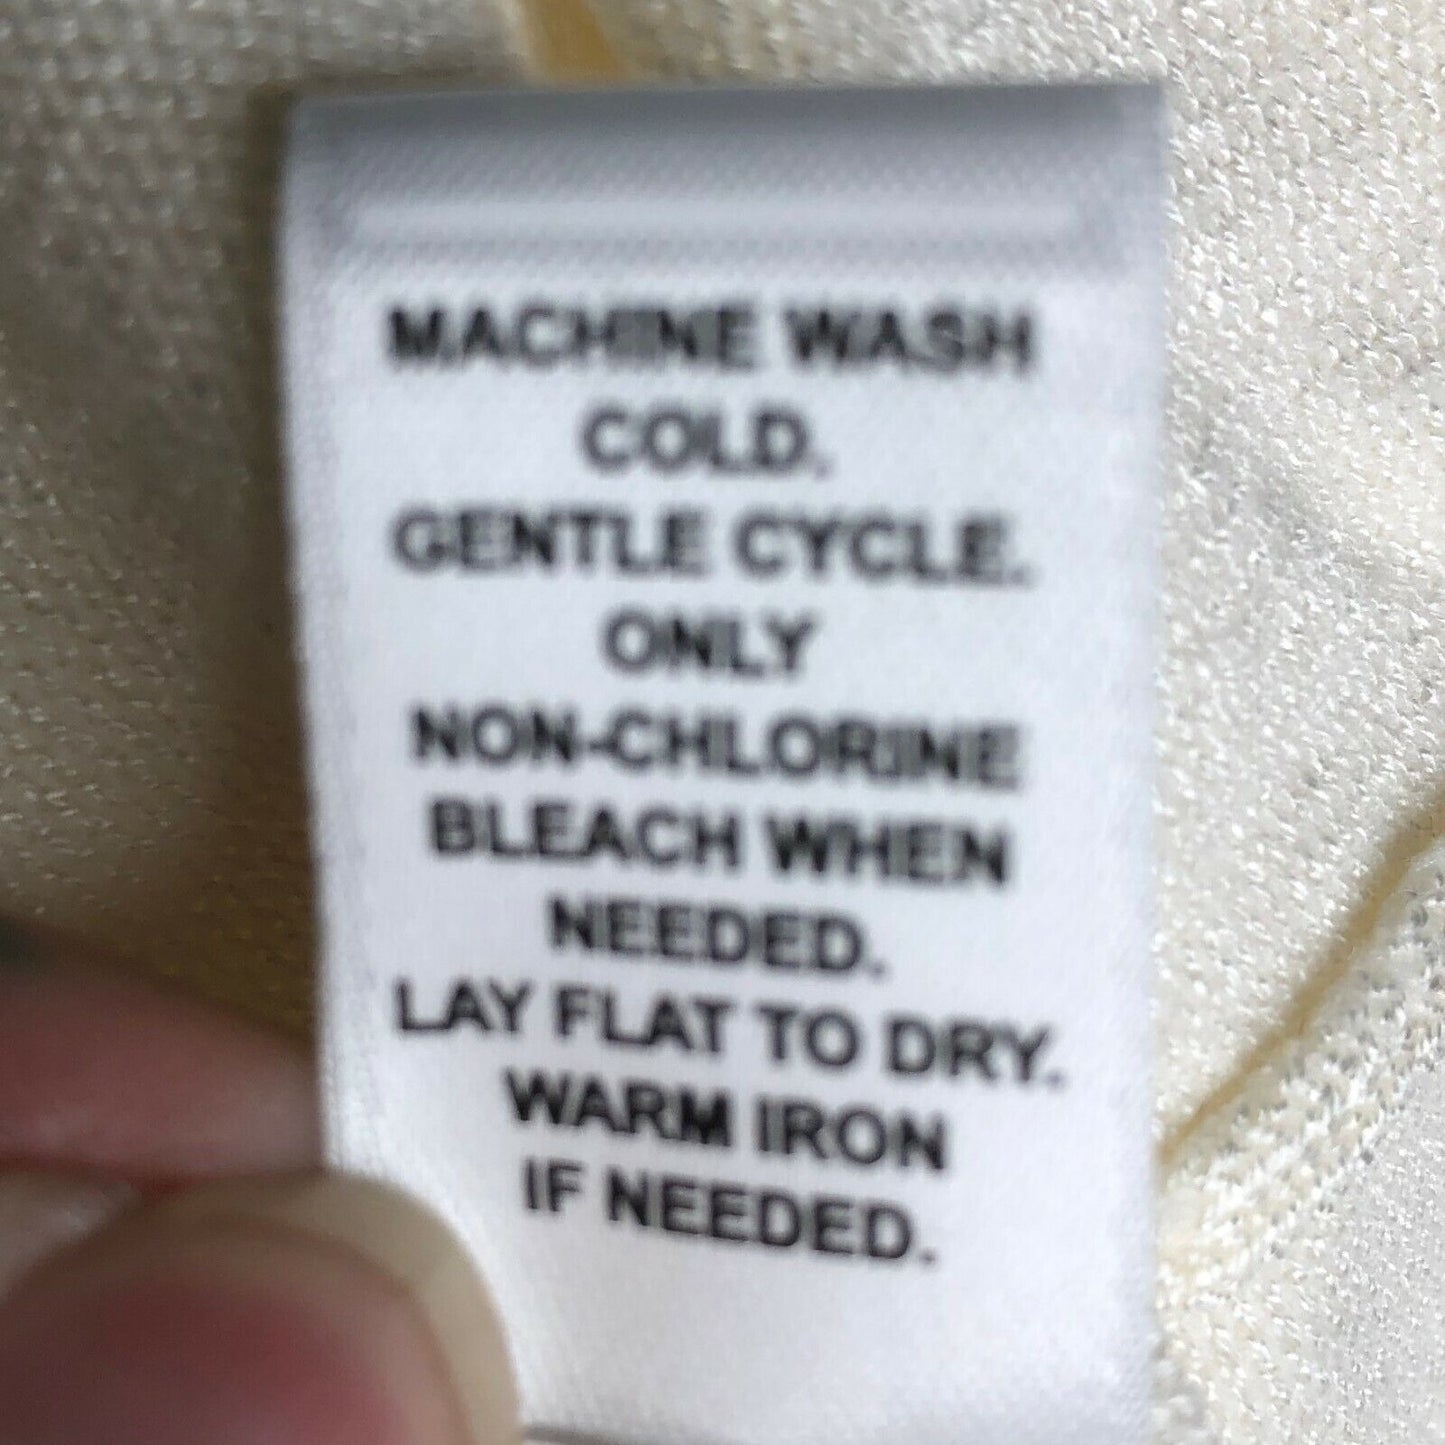 MACHINE WASH
COLD.
GENTLE CYCLE.
ONLY
NON-CHLORINE
BLEACH WHEN
NEEDED.
LAY FLAT TO DRY.
WARM IRON
IF NEEDED.